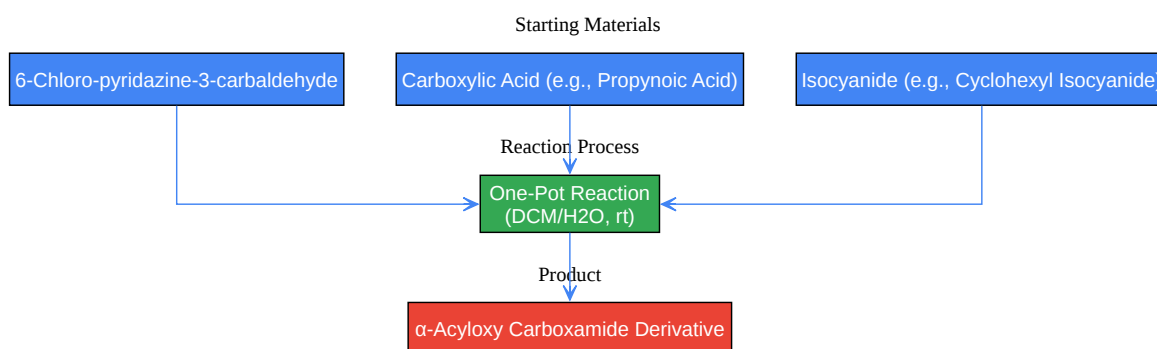 Starting Materials
6-Chloro-pyridazine-3-carbaldehyde
Carboxylic Acid (e.g., Propynoic Acid)
Isocyanide (e.g., Cyclohexyl Isocyanide)
Reaction Process
One-Pot Reaction
(DCM/H2O, rt)
Product
α-Acyloxy Carboxamide Derivative